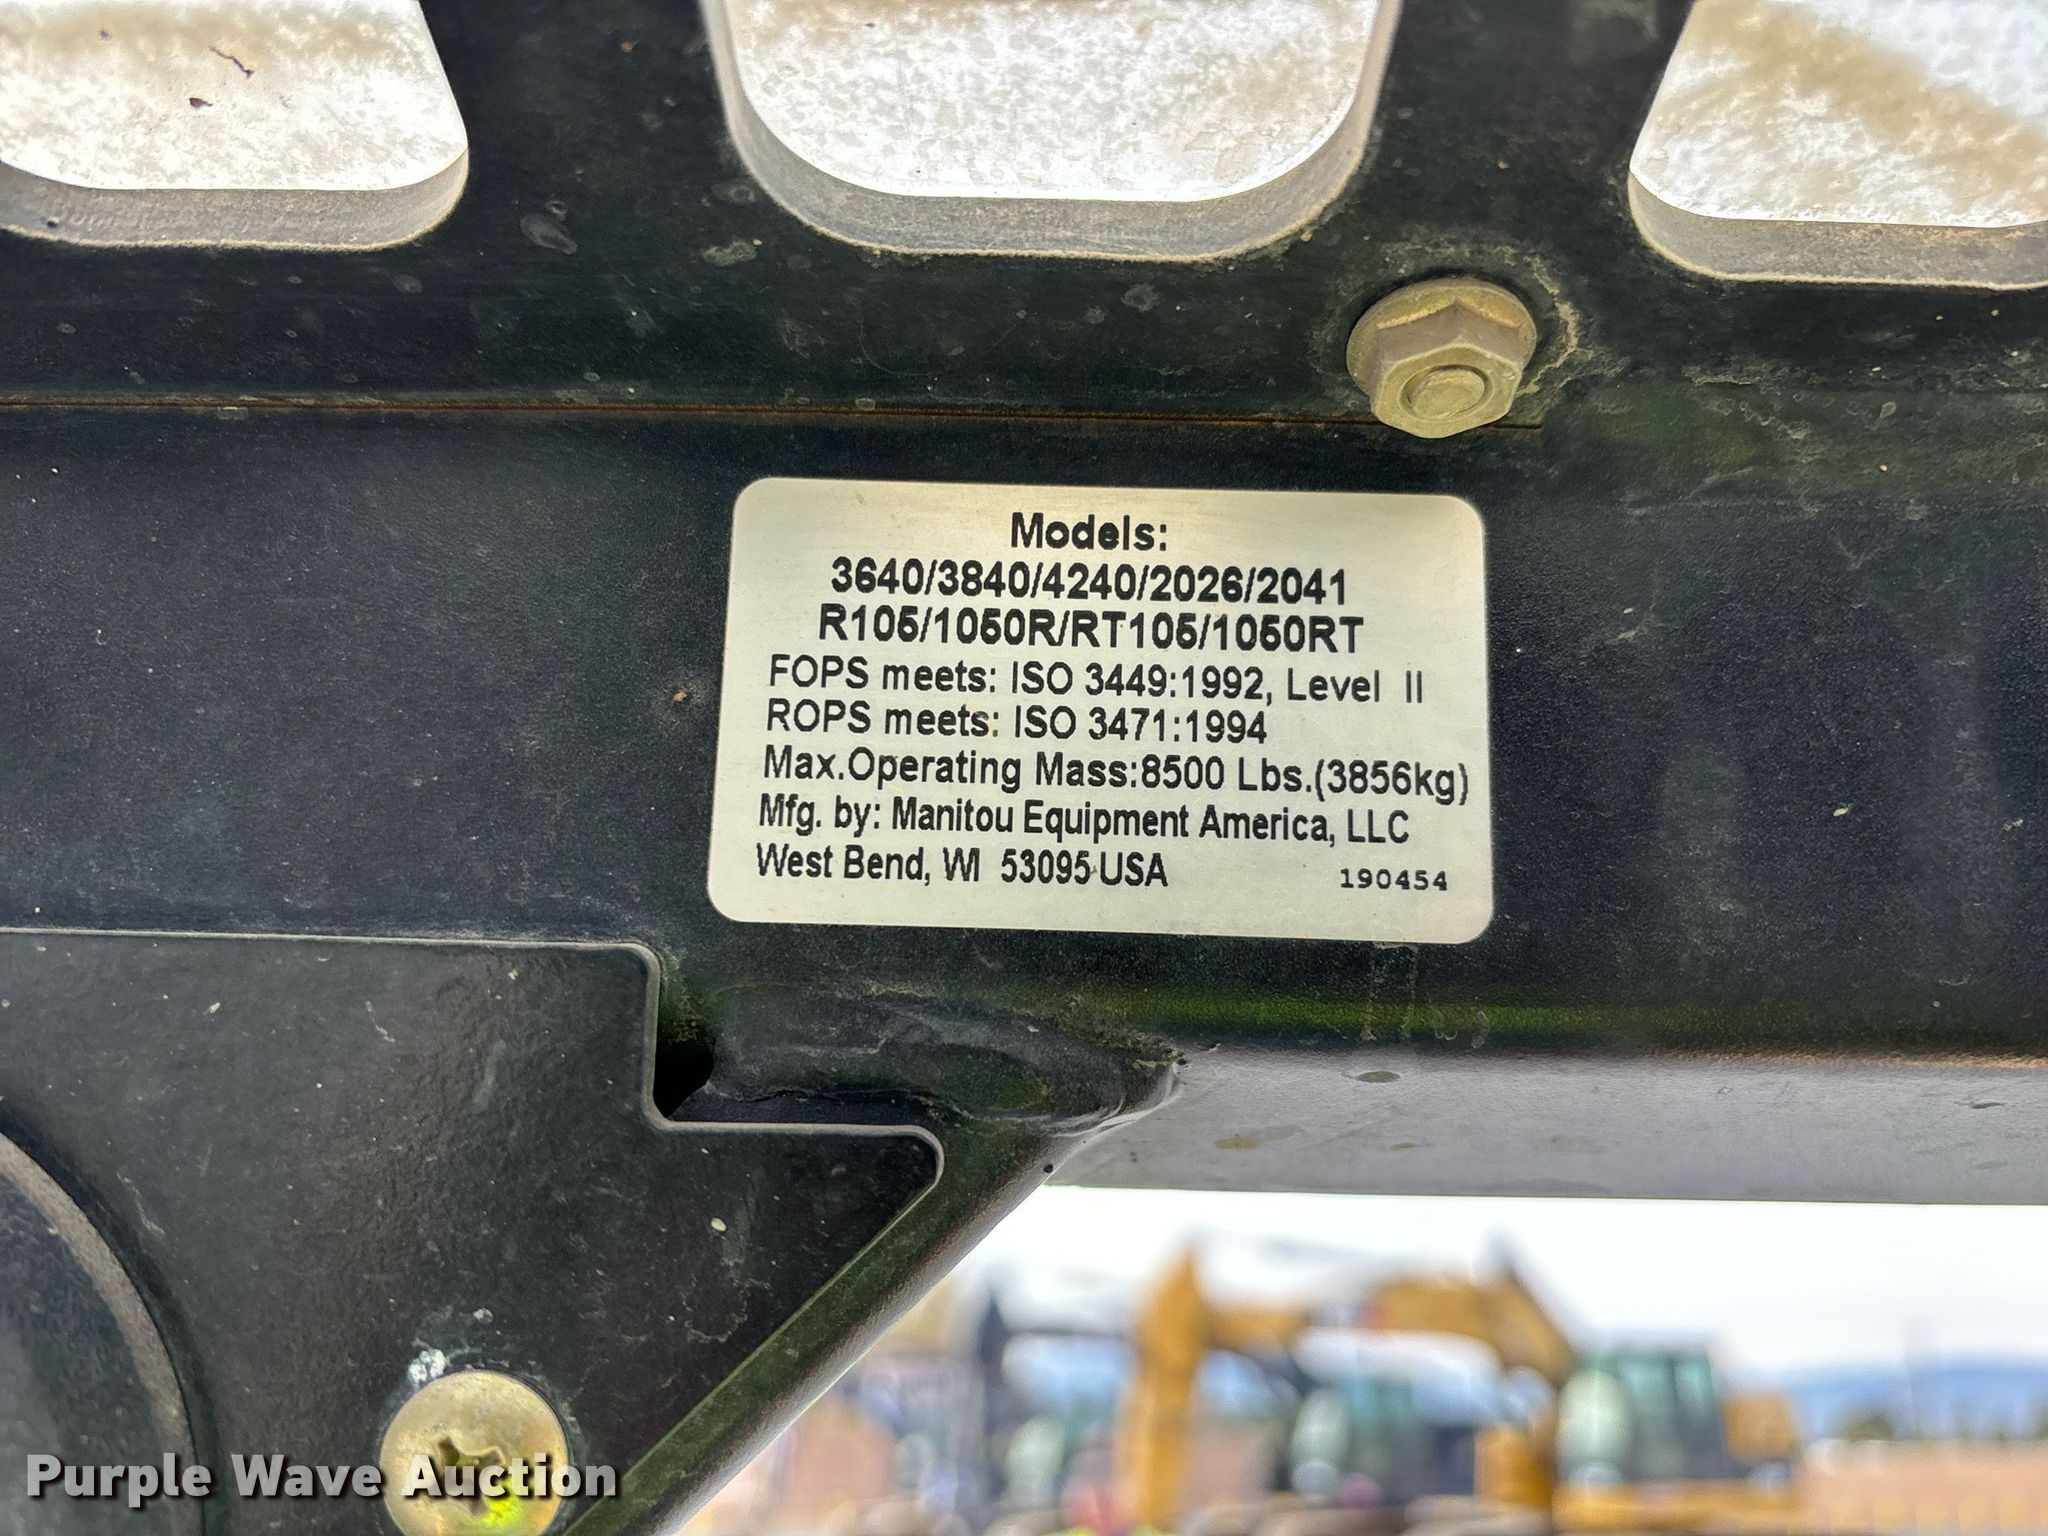 Models:
3640/3840/4240/2026/2041
R105/1050R/RT105/1050RT
FOPS meets: ISO 3449:1992, Level II
ROPS meets: ISO 3471:1994
Max.Operating Mass:8500 Lbs.(3856kg)
Mfg. by: Manitou Equipment America, LLC
West Bend, WI 53095 USA 190454
Purple Wave Auction